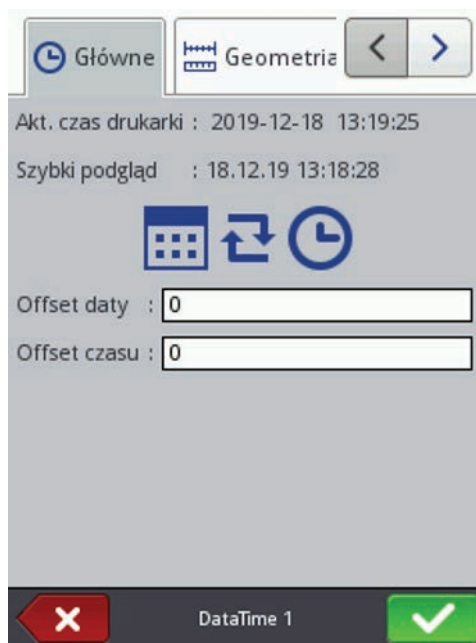 Główne Geometria
Akt. czas drukarki : 2019-12-18 13:19:25
Szybki podgląd : 18.12.19 13:18:28
Offset daty : 0
Offset czasu : 0
DataTime 1